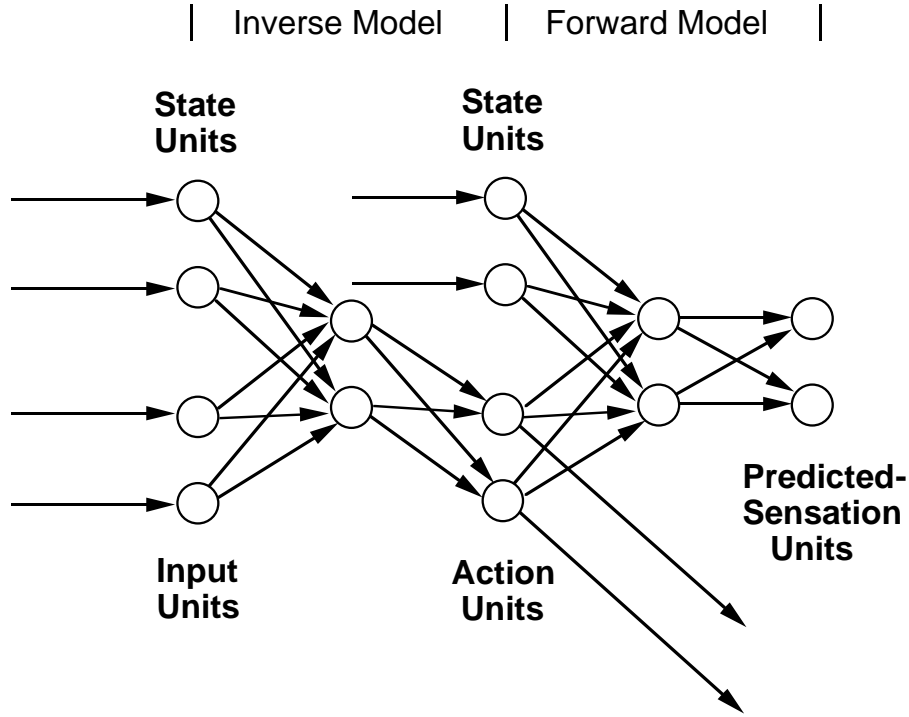 Inverse Model
Forward Model
State
Units
State
Units
Predicted-
Sensation
Units
Input
Units
Action
Units